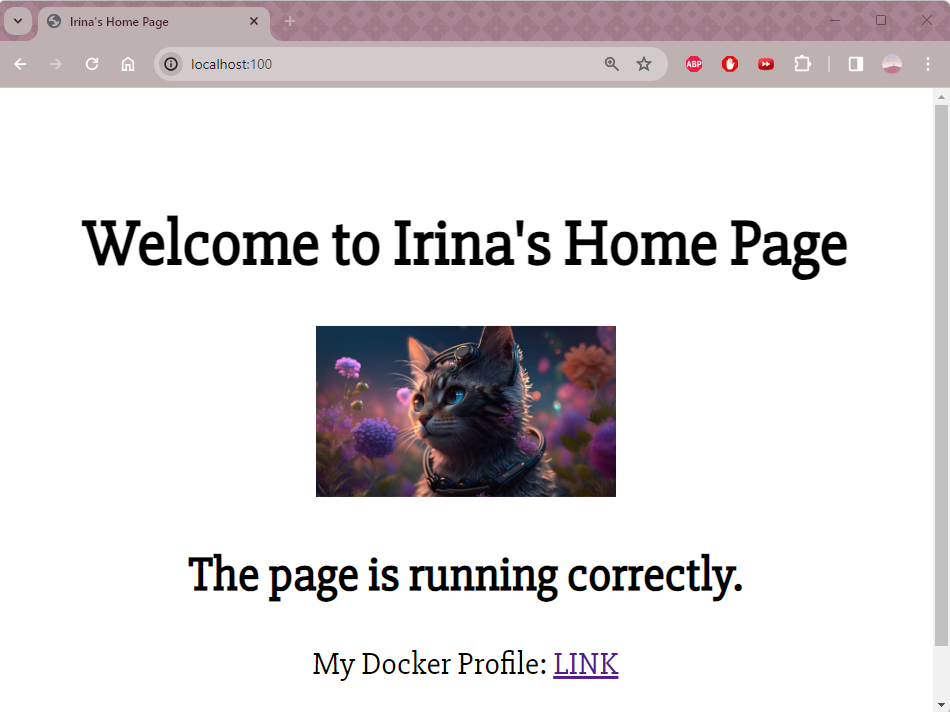 Irina's Home Page
localhost:100
ABP
Welcome to Irina's Home Page
The page is running correctly.
My Docker Profile: LINK